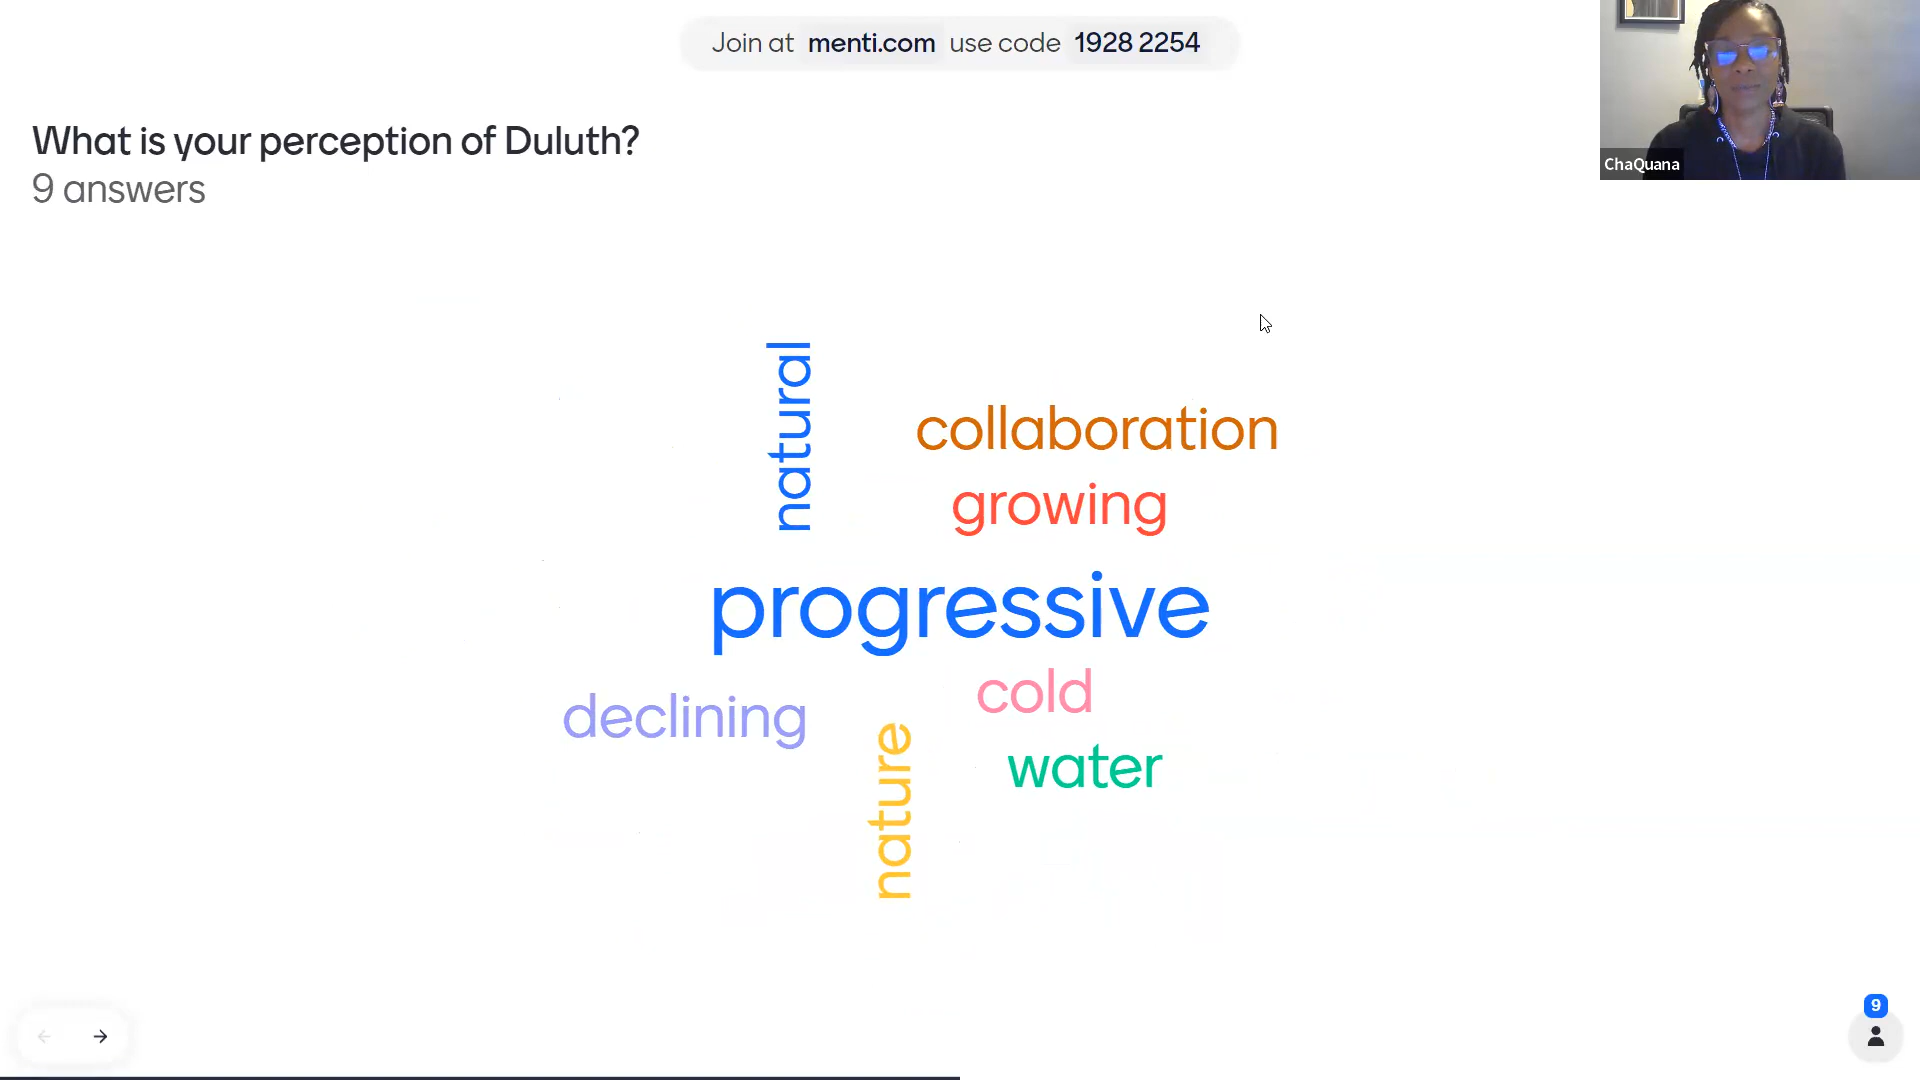 Join at menti.com use code 1928 2254
What is your perception of Duluth?
9 answers
ChaQuana
natural
collaboration
growing
progressive
cold
declining
water
nature
9